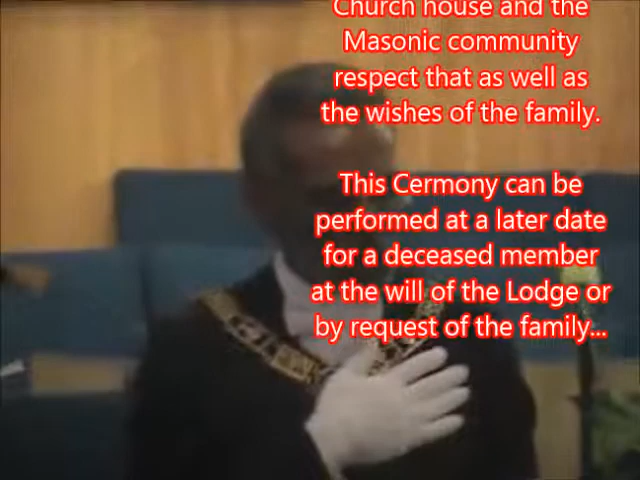 Church house and the
Masonic community
respect that as well as
the wishes of the family.
This Cermony can be
performed at a later date
for a deceased member
at the will of the Lodge or
by request of the family...